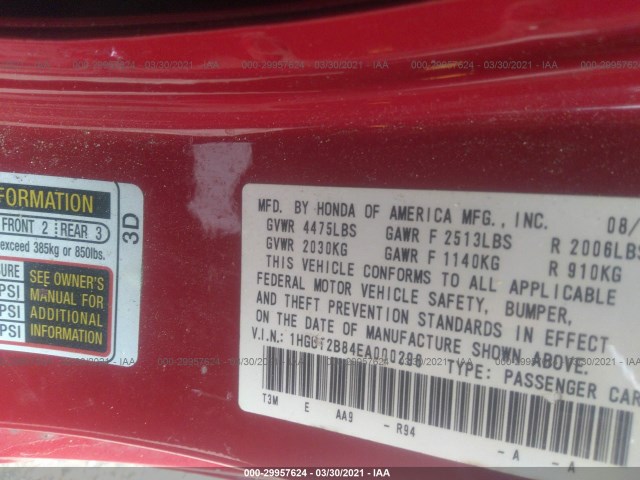 000-29957624 - 03/30/2021 - IAA
FORMATION
FRONT 2 REAR 3
exceed 385kg or 850lbs.
SURE
PSI
PSI
PSI
SEE OWNER'S
MANUAL FOR
ADDITIONAL
INFORMATION
3D
MFD. BY HONDA OF AMERICA MFG., INC. 08/
GVWR 4475LBS GAWR F 2513LBS R 2006LBS
GVWR 2030KG GAWR F 1140KG R 910KG
THIS VEHICLE CONFORMS TO ALL APPLICABLE
FEDERAL MOTOR VEHICLE SAFETY, BUMPER,
AND THEFT PREVENTION STANDARDS IN EFFECT
ON THE DATE OF MANUFACTURE SHOWN ABOVE.
V.I.N.: TYPE: PASSENGER CAR
T3M E AA9 - R94 - A - A
000-29957624 - 03/30/2021 - IAA